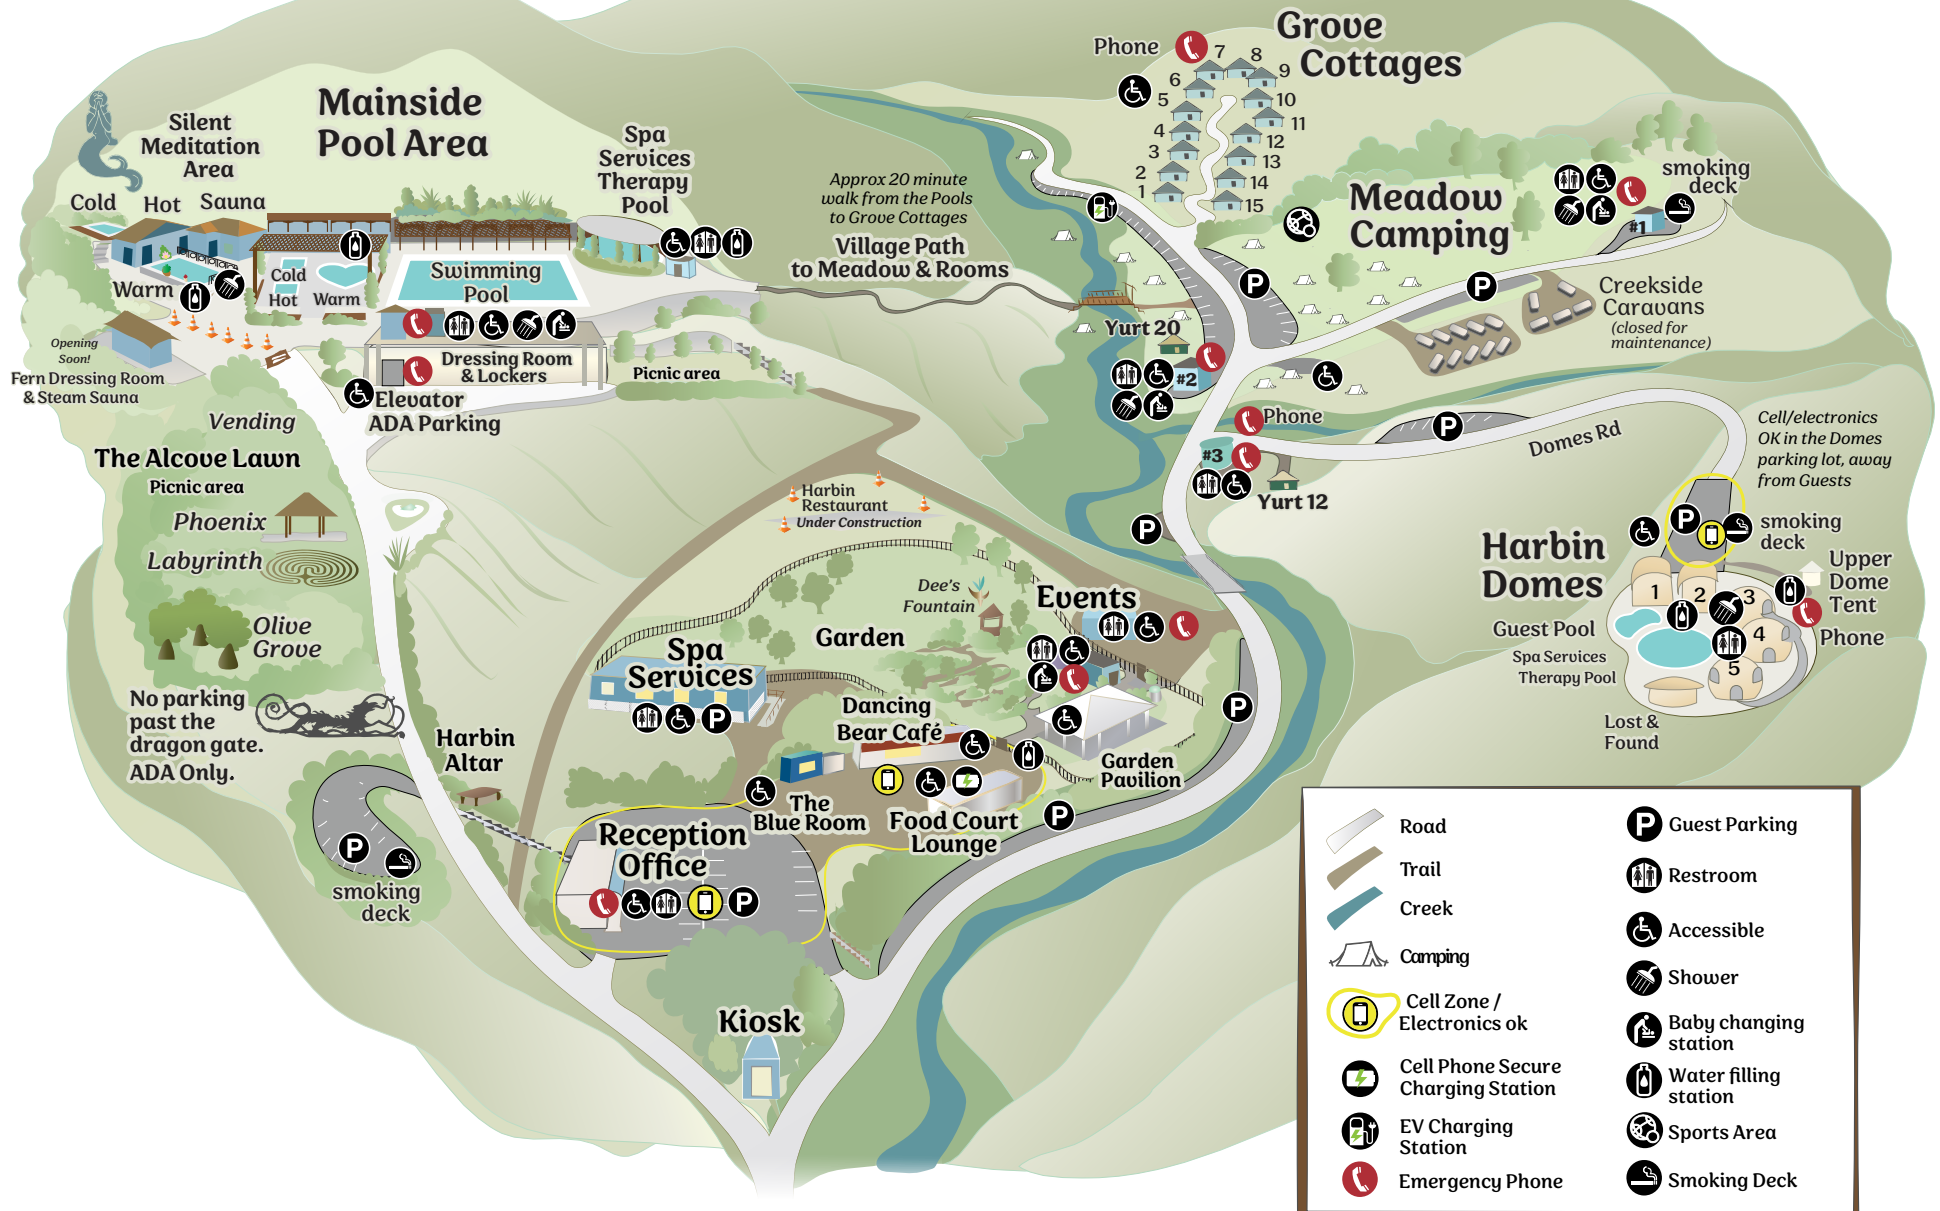 Grove
Cottages
Phone
7
8
9
6
5
10
11
4
12
3
13
2
14
1
15
Mainside
Pool Area
Silent
Meditation
Area
Cold
Hot
Sauna
Warm
Cold
Hot
Warm
Swimming
Pool
Spa
Services
Therapy
Pool
Approx 20 minute
walk from the Pools
to Grove Cottages
Village Path
to Meadow & Rooms
Meadow
Camping
smoking
deck
#1
P
P
Creekside
Caravans
(closed for
maintenance)
Yurt 20
#2
Opening
Soon!
Fern Dressing Room
& Steam Sauna
Dressing Room
& Lockers
Picnic area
Elevator
ADA Parking
Vending
The Alcove Lawn
Picnic area
Phoenix
Labyrinth
Olive
Grove
No parking
past the
dragon gate.
ADA Only.
P
smoking
deck
Harbin
Altar
Phone
#3
Yurt 12
P
P
Domes Rd
Cell/electronics
OK in the Domes
parking lot, away
from Guests
Harbin
Domes
P
smoking
deck
Upper
Dome
Tent
Phone
1
2
3
4
5
Guest Pool
Spa Services
Therapy Pool
Lost &
Found
Harbin
Restaurant
Under Construction
Dee's
Fountain
Events
Garden
Spa
Services
P
Dancing
Bear Café
Garden
Pavilion
P
P
The
Blue Room
Food Court
Lounge
Reception
Office
P
Kiosk
Road
Trail
Creek
Camping
Cell Zone /
Electronics ok
Cell Phone Secure
Charging Station
EV Charging
Station
Emergency Phone
P Guest Parking
Restroom
Accessible
Shower
Baby changing
station
Water filling
station
Sports Area
Smoking Deck